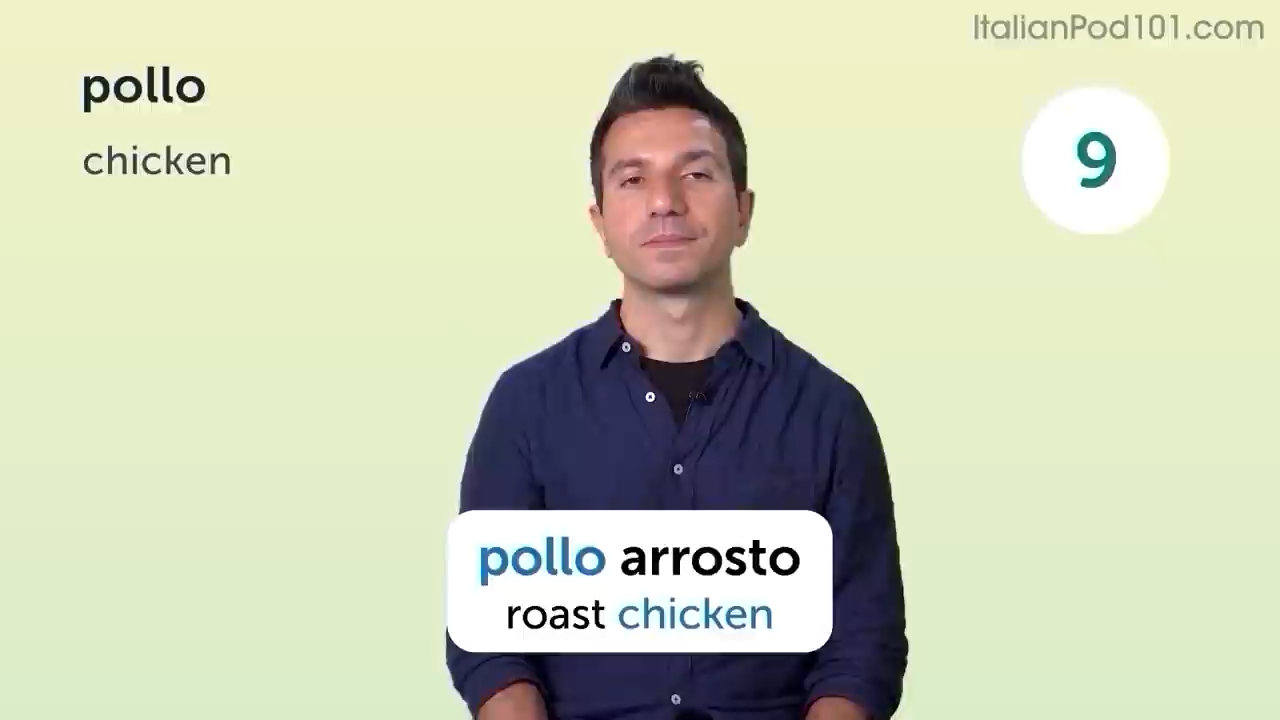 ItalianPod101.com
pollo
chicken
9
pollo arrosto
roast chicken